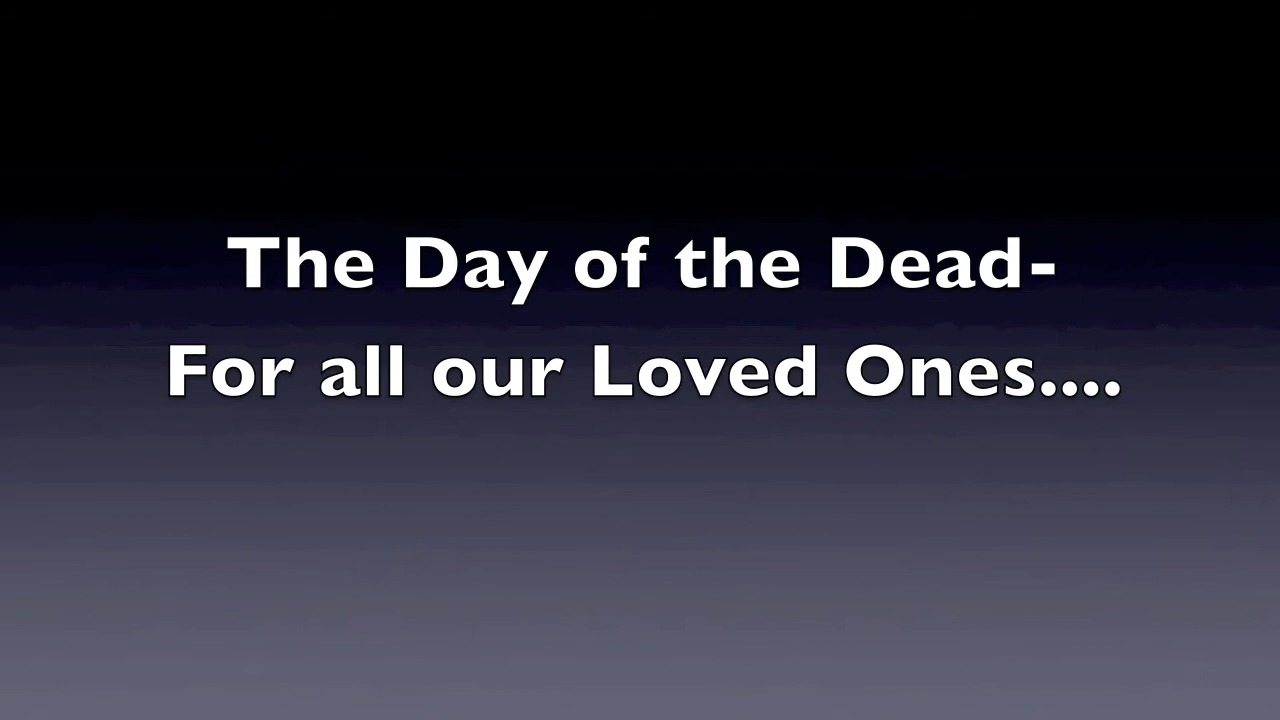 The Day of the Dead-
For all our Loved Ones....